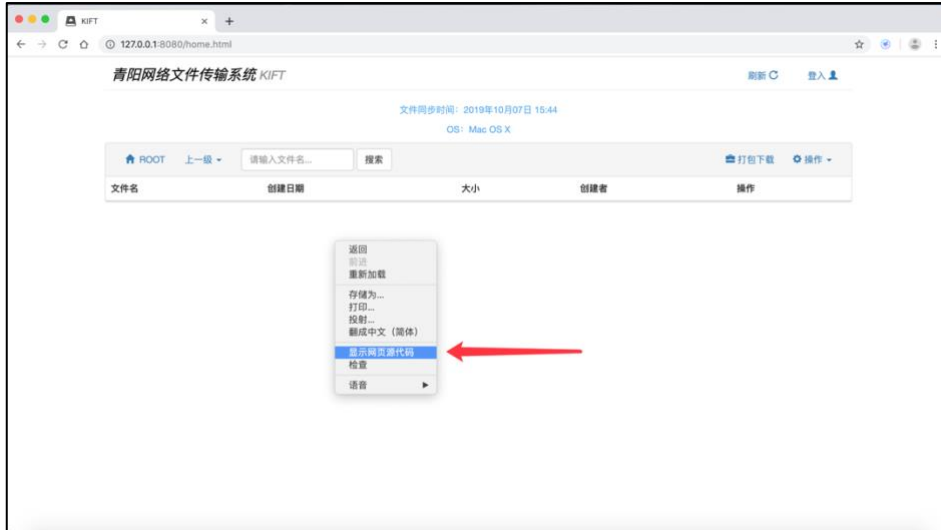 KIFT
127.0.0.1:8080/home.html
青阳网络文件传输系统 KIFT 刷新 登入
文件同步时间：2019年10月07日 15:44
OS：Mac OS X
ROOT 上一级 请输入文件名... 搜索 打包下载 操作
文件名 创建日期 大小 创建者 操作
返回
前进
重新加载
存储为...
打印...
投射...
翻成中文（简体）
显示网页源代码
检查
语音